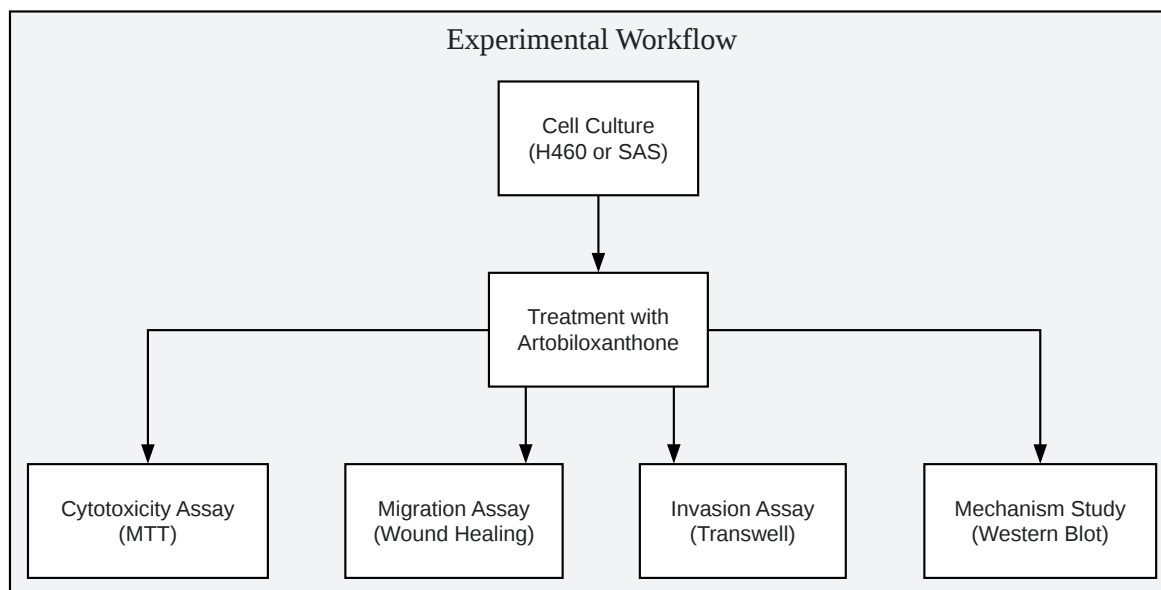 Experimental Workflow
Cell Culture
(H460 or SAS)
Treatment with
Artobiloxanthone
Cytotoxicity Assay
(MTT)
Migration Assay
(Wound Healing)
Invasion Assay
(Transwell)
Mechanism Study
(Western Blot)